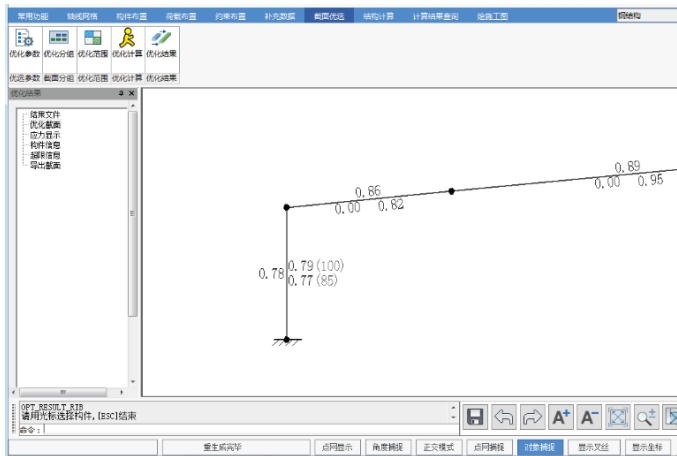 常用功能 轴线网格 构件布置 荷载布置 约束布置 补充数据 截面优选 结构计算 计算结果查询 绘施工图 钢结构
优化参数 优化分组 优化范围 优化计算 优化结果
优选参数 截面分组 优化范围 优化计算 优化结果
优化结果
结果文件
优化截面
应力显示
构件信息
超限信息
导出截面
0.89
0.00 0.95
0.86
0.00 0.82
0.78 0.79 (100)
0.77 (85)
OPT_RESULT_RIB
请用光标选择构件, [ESC]结束
命令:
重生成完毕 点网显示 角度捕捉 正交模式 点网捕捉 对象捕捉 显示叉丝 显示坐标